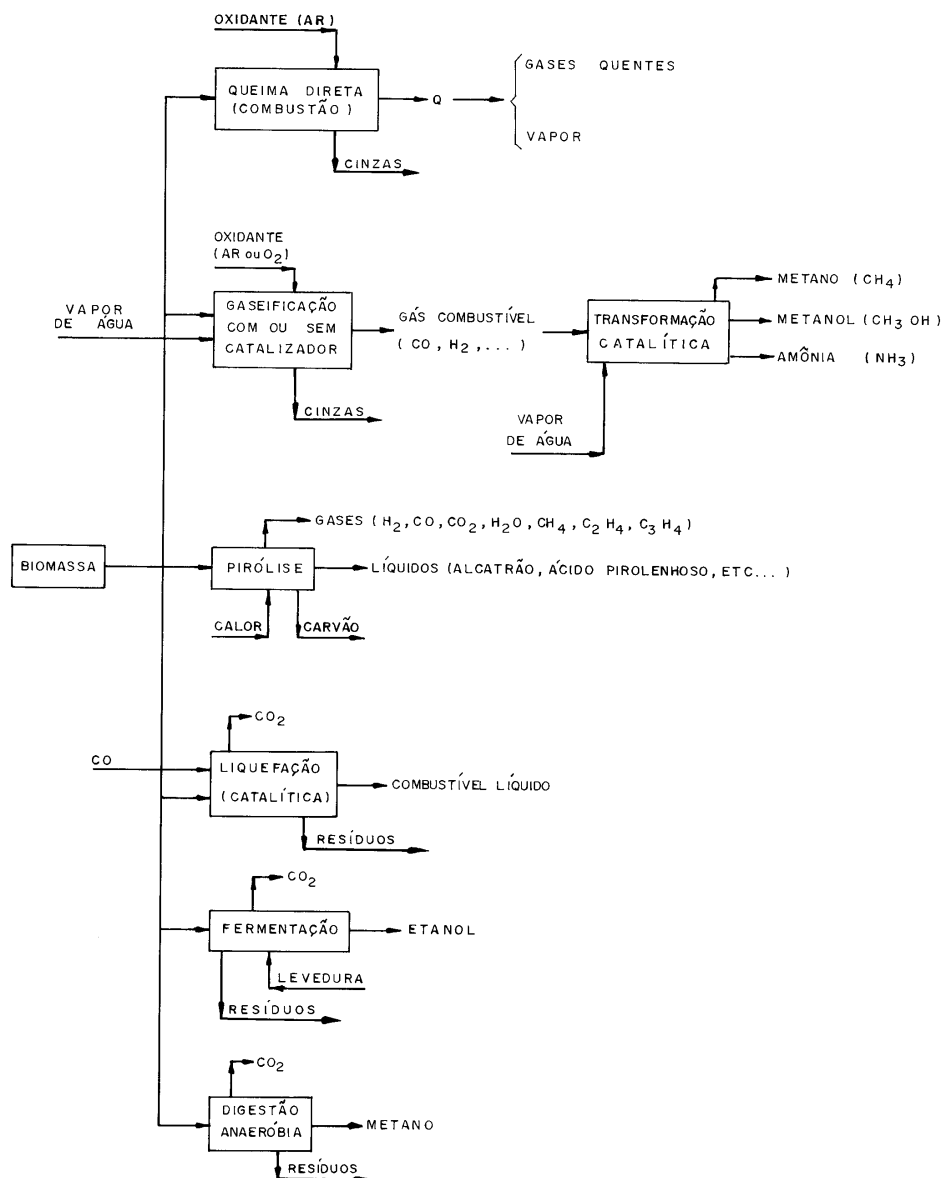 OXIDANTE (AR)
QUEIMA DIRETA
(COMBUSTÃO)
Q
GASES QUENTES
VAPOR
CINZAS
OXIDANTE
(AR ou O2)
VAPOR
DE ÁGUA
GASEIFICAÇÃO
COM OU SEM
CATALIZADOR
GÁS COMBUSTÍVEL
(CO, H2, ...)
TRANSFORMAÇÃO
CATALÍTICA
METANO (CH4)
METANOL (CH3 OH)
AMÔNIA (NH3)
CINZAS
VAPOR
DE ÁGUA
BIOMASSA
GASES (H2, CO, CO2, H2O, CH4, C2 H4, C3 H4)
PIRÓLISE
LÍQUIDOS (ALCATRÃO, ÁCIDO PIROLENHOSO, ETC...)
CALOR
CARVÃO
CO2
CO
LIQUEFAÇÃO
(CATALÍTICA)
COMBUSTÍVEL LÍQUIDO
RESÍDUOS
CO2
FERMENTAÇÃO
ETANOL
LEVEDURA
RESÍDUOS
CO2
DIGESTÃO
ANAERÓBIA
METANO
RESÍDUOS